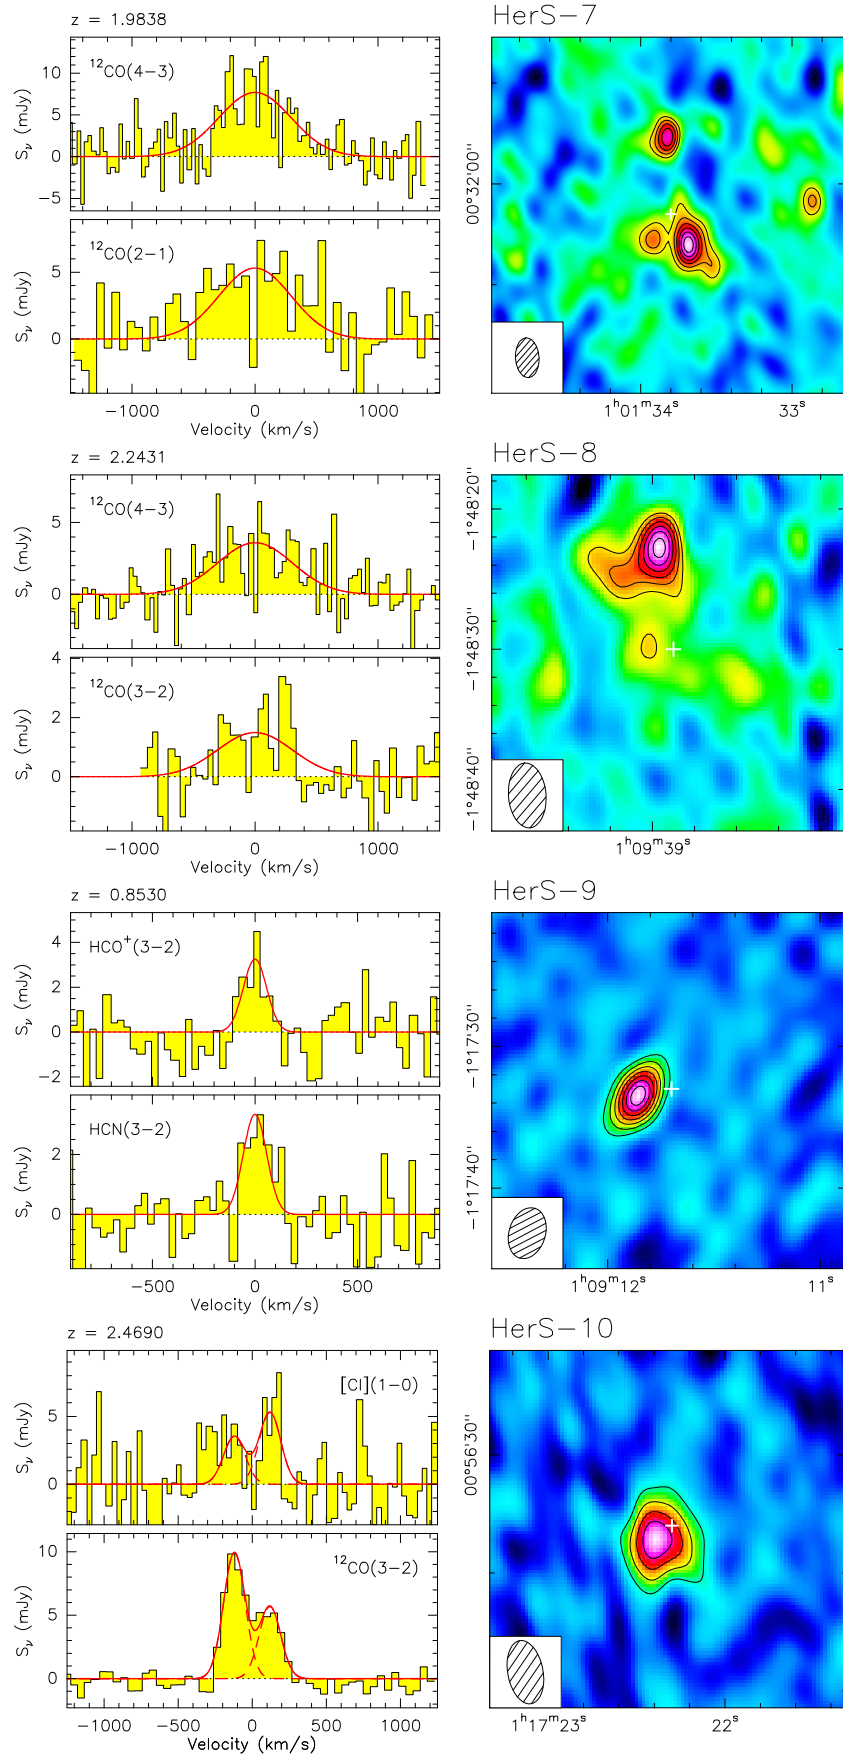 z = 1.9838
HerS-7
¹²CO(4-3)
10
5
0
-5
S_ν (mJy)
¹²CO(2-1)
5
0
S_ν (mJy)
-1000 0 1000
Velocity (km/s)
00°32'00"
1ʰ01ᵐ34ˢ 33ˢ
z = 2.2431
HerS-8
¹²CO(4-3)
5
0
S_ν (mJy)
¹²CO(3-2)
4
2
0
S_ν (mJy)
-1000 0 1000
Velocity (km/s)
-1°48'20"
-1°48'30"
-1°48'40"
1ʰ09ᵐ39ˢ
z = 0.8530
HerS-9
HCO⁺(3-2)
4
2
0
-2
S_ν (mJy)
HCN(3-2)
2
0
S_ν (mJy)
-500 0 500
Velocity (km/s)
-1°17'30"
-1°17'40"
1ʰ09ᵐ12ˢ 11ˢ
z = 2.4690
HerS-10
[CI](1-0)
5
0
S_ν (mJy)
¹²CO(3-2)
10
5
0
S_ν (mJy)
-1000 -500 0 500 1000
Velocity (km/s)
00°56'30"
1ʰ17ᵐ23ˢ 22ˢ